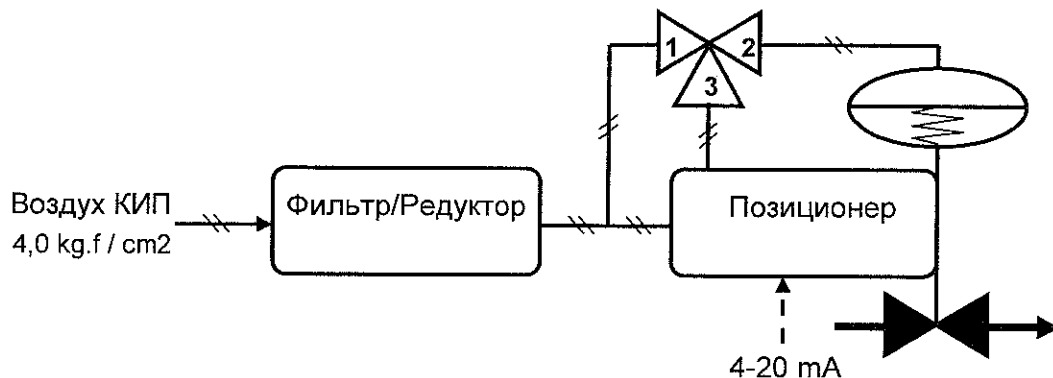 1 2
3
Воздух КИП
4,0 kg.f / cm2
Фильтр/Редуктор
Позиционер
4-20 mA